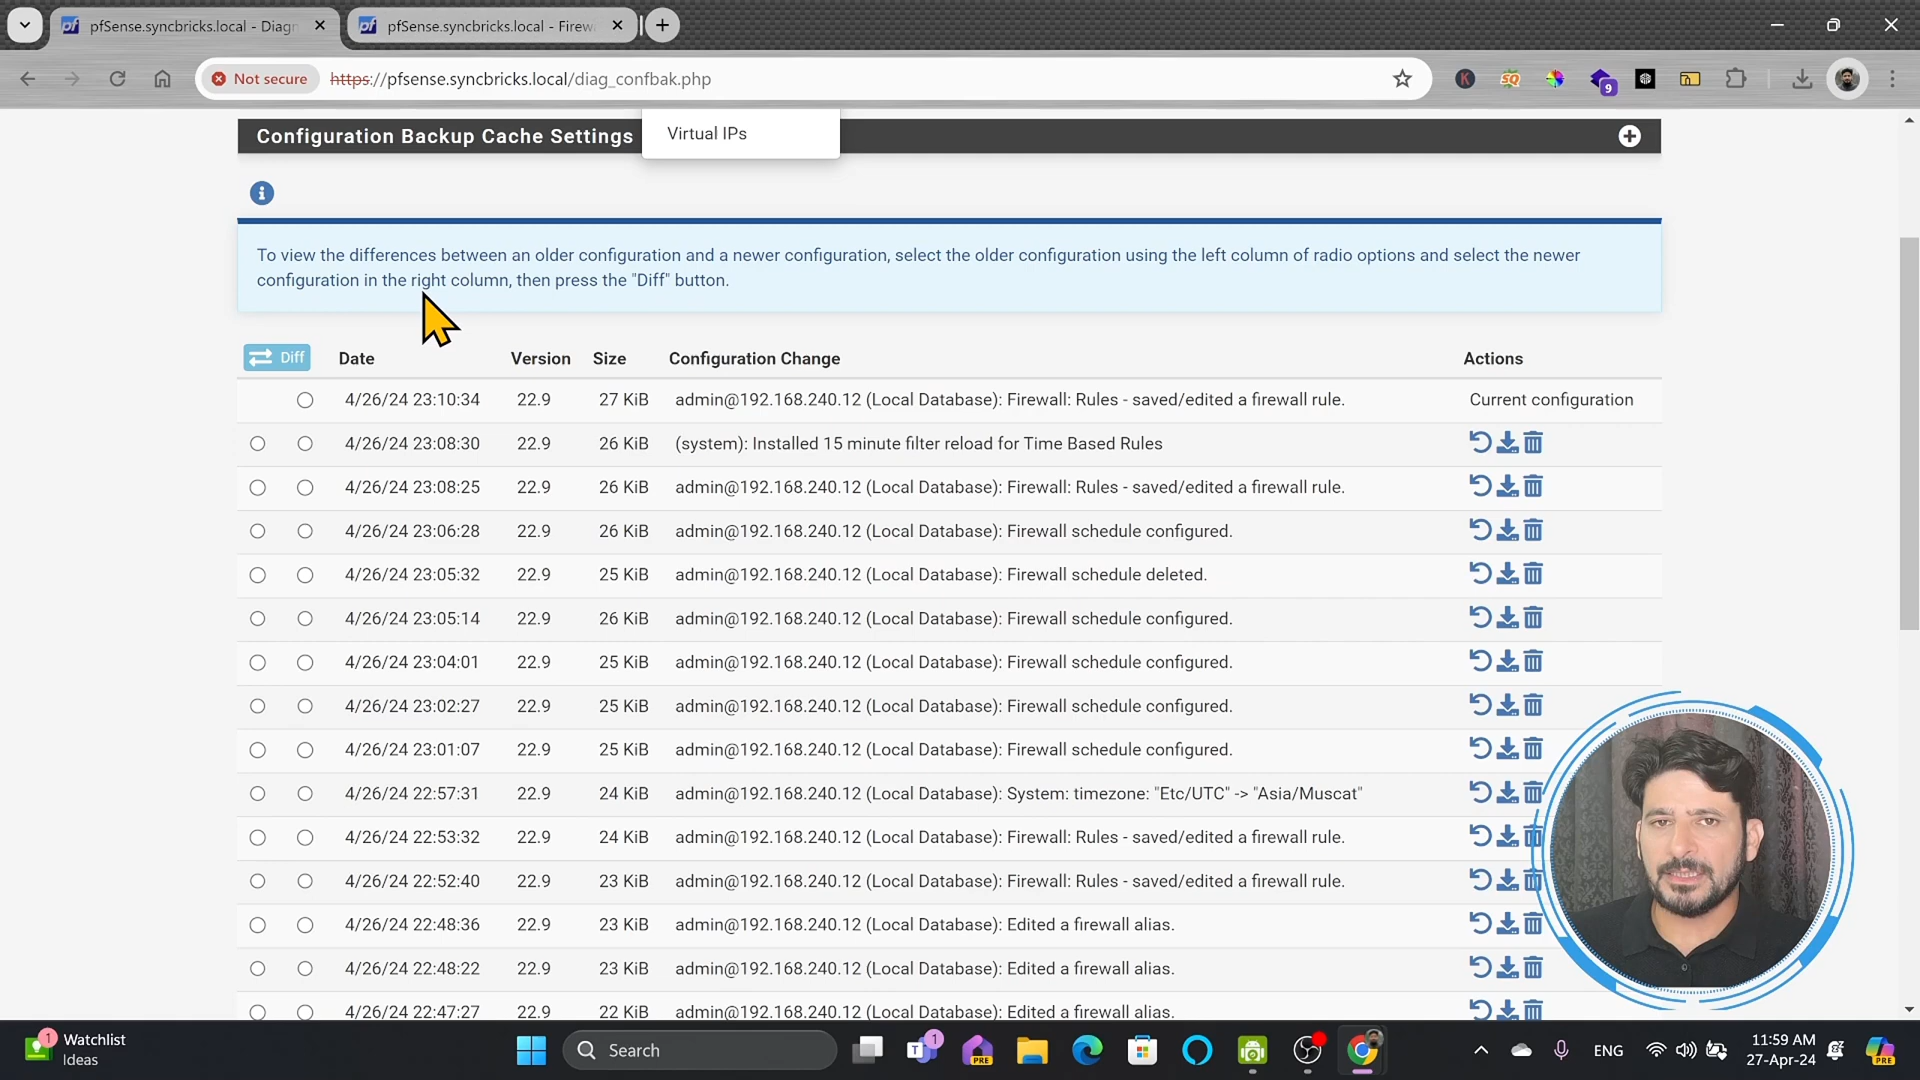 pfSense.syncbricks.local - Diagn
pfSense.syncbricks.local - Firew
Not secure
https://pfsense.syncbricks.local/diag_confbak.php
9
Configuration Backup Cache Settings
Virtual IPs
To view the differences between an older configuration and a newer configuration, select the older configuration using the left column of radio options and select the newer
configuration in the right column, then press the "Diff" button.
Diff Date Version Size Configuration Change Actions
4/26/24 23:10:34 22.9 27 KiB admin@192.168.240.12 (Local Database): Firewall: Rules - saved/edited a firewall rule. Current configuration
4/26/24 23:08:30 22.9 26 KiB (system): Installed 15 minute filter reload for Time Based Rules
4/26/24 23:08:25 22.9 26 KiB admin@192.168.240.12 (Local Database): Firewall: Rules - saved/edited a firewall rule.
4/26/24 23:06:28 22.9 26 KiB admin@192.168.240.12 (Local Database): Firewall schedule configured.
4/26/24 23:05:32 22.9 25 KiB admin@192.168.240.12 (Local Database): Firewall schedule deleted.
4/26/24 23:05:14 22.9 26 KiB admin@192.168.240.12 (Local Database): Firewall schedule configured.
4/26/24 23:04:01 22.9 25 KiB admin@192.168.240.12 (Local Database): Firewall schedule configured.
4/26/24 23:02:27 22.9 25 KiB admin@192.168.240.12 (Local Database): Firewall schedule configured.
4/26/24 23:01:07 22.9 25 KiB admin@192.168.240.12 (Local Database): Firewall schedule configured.
4/26/24 22:57:31 22.9 24 KiB admin@192.168.240.12 (Local Database): System: timezone: "Etc/UTC" -> "Asia/Muscat"
4/26/24 22:53:32 22.9 24 KiB admin@192.168.240.12 (Local Database): Firewall: Rules - saved/edited a firewall rule.
4/26/24 22:52:40 22.9 23 KiB admin@192.168.240.12 (Local Database): Firewall: Rules - saved/edited a firewall rule.
4/26/24 22:48:36 22.9 23 KiB admin@192.168.240.12 (Local Database): Edited a firewall alias.
4/26/24 22:48:22 22.9 23 KiB admin@192.168.240.12 (Local Database): Edited a firewall alias.
4/26/24 22:47:27 22.9 22 KiB admin@192.168.240.12 (Local Database): Edited a firewall alias.
1 Watchlist
Ideas
Search
1
PRE
ENG
11:59 AM
27-Apr-24
PRE